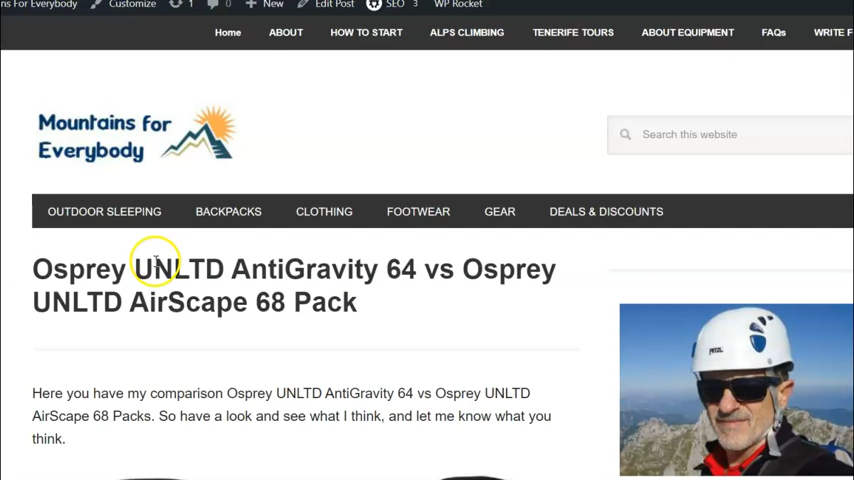 ns For Everybody Customize 1 0 New Edit Post SEO 3 WP Rocket
Home ABOUT HOW TO START ALPS CLIMBING TENERIFE TOURS ABOUT EQUIPMENT FAQs WRITE F
Mountains for
Everybody
Search this website
OUTDOOR SLEEPING BACKPACKS CLOTHING FOOTWEAR GEAR DEALS & DISCOUNTS
Osprey UNLTD AntiGravity 64 vs Osprey
UNLTD AirScape 68 Pack
Here you have my comparison Osprey UNLTD AntiGravity 64 vs Osprey UNLTD
AirScape 68 Packs. So have a look and see what I think, and let me know what you
think.
PETZL